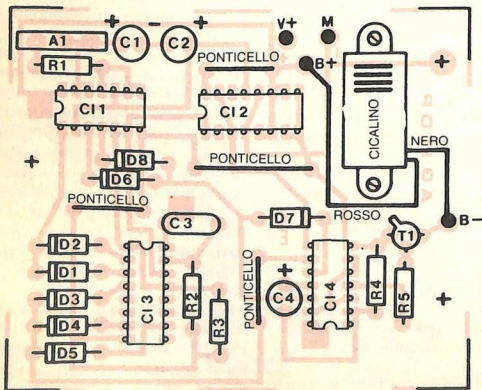 + - +
V+ M
A1
C1
C2
R1
PONTICELLO
B+
+
CI1
CI2
CICALINO
NERO
+
D8
PONTICELLO
D6
PONTICELLO
ROSSO
B-
C3
D7
T1
D2
D1
D3
D4
D5
CI3
R2
R3
PONTICELLO
+
C4
CI4
R4
R5
+